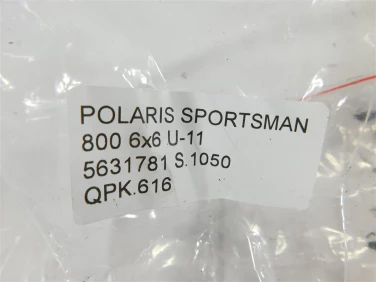 POLARIS SPORTSMAN
800 6x6 U-11
5631781 S.1050
QPK.616